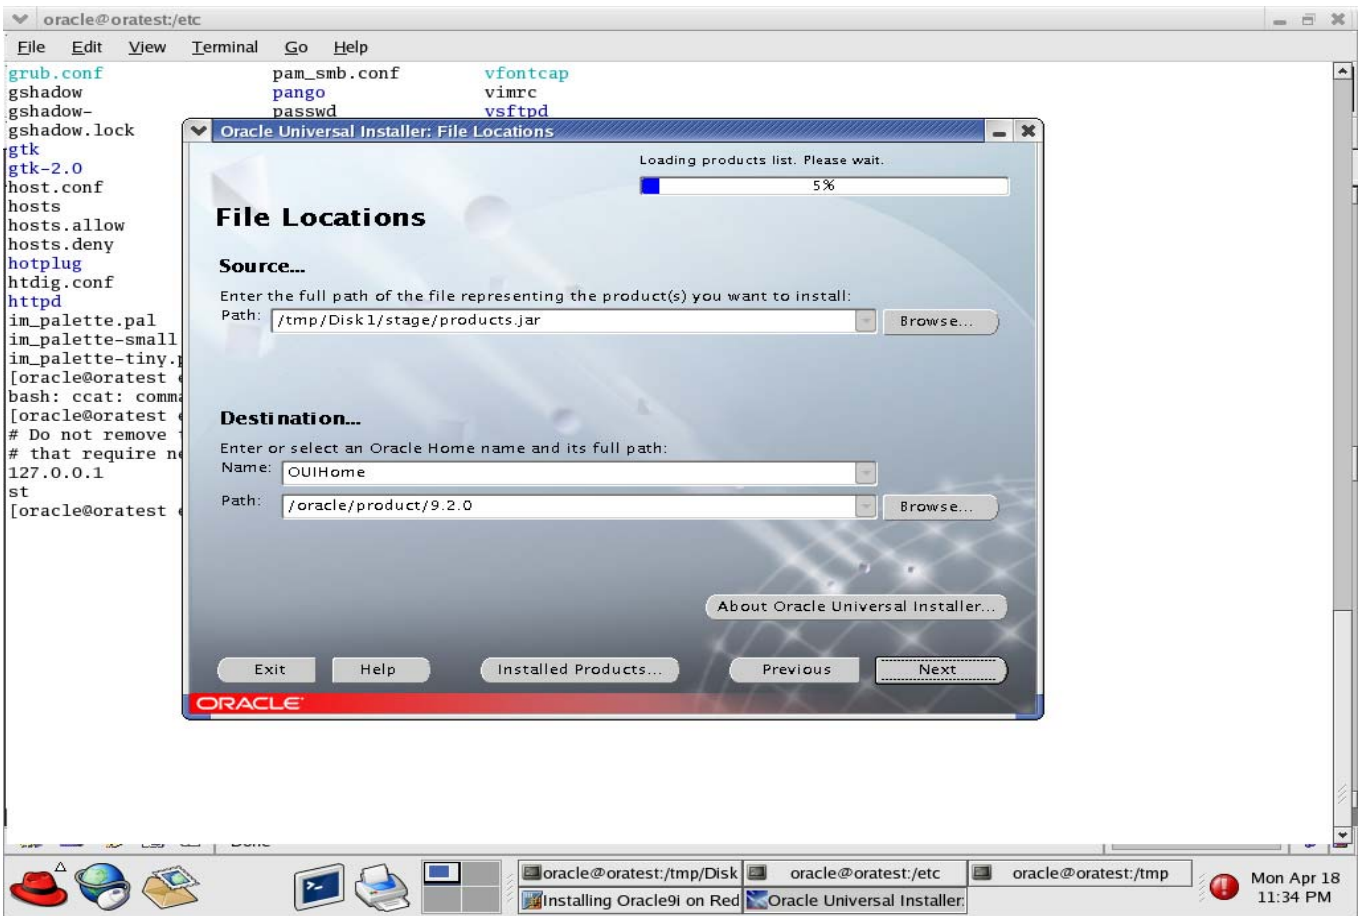 oracle@oratest:/etc
File Edit View Terminal Go Help
grub.conf pam_smb.conf vfontcap
gshadow pango vimrc
gshadow- passwd vsftpd
gshadow.lock
gtk
gtk-2.0
host.conf
hosts
hosts.allow
hosts.deny
hotplug
htdig.conf
httpd
im_palette.pal
im_palette-small
im_palette-tiny.
[oracle@oratest
bash: ccat: comma
[oracle@oratest
# Do not remove
# that require ne
127.0.0.1
st
[oracle@oratest
Oracle Universal Installer: File Locations
Loading products list. Please wait.
5%
File Locations
Source...
Enter the full path of the file representing the product(s) you want to install:
Path: /tmp/Disk1/stage/products.jar Browse...
Destination...
Enter or select an Oracle Home name and its full path:
Name: OUIHome
Path: /oracle/product/9.2.0 Browse...
About Oracle Universal Installer...
Exit Help Installed Products... Previous Next
ORACLE
oracle@oratest:/tmp/Disk oracle@oratest:/etc oracle@oratest:/tmp
Installing Oracle9i on Red Oracle Universal Installer:
Mon Apr 18
11:34 PM